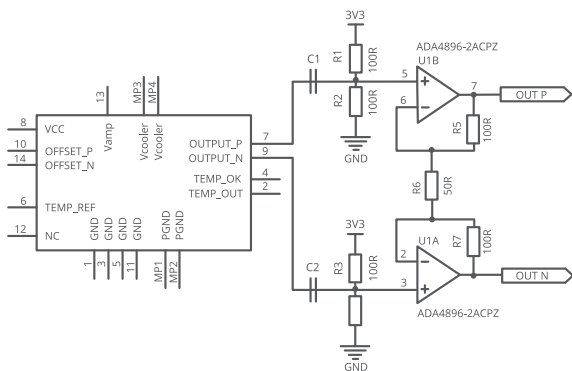 3V3
ADA4896-2ACPZ
U1B
R1
100R
C1
5
6
7
OUT P
R2
100R
R5
100R
GND
13
MP3
MP4
8
VCC
Vamp
Vcooler
Vcooler
10
OFFSET_P
14
OFFSET_N
OUTPUT_P
7
OUTPUT_N
9
TEMP_OK
4
TEMP_OUT
2
6
TEMP_REF
12
NC
GND
GND
GND
GND
PGND
PGND
1
3
5
11
MP1
MP2
R6
50R
3V3
U1A
R7
100R
C2
R3
100R
2
3
OUT N
ADA4896-2ACPZ
GND